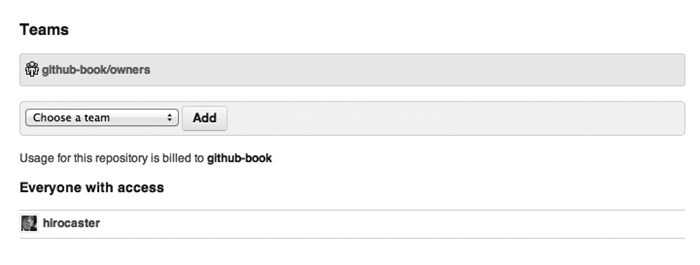 Teams
github-book/owners
Choose a team Add
Usage for this repository is billed to github-book
Everyone with access
hirocaster